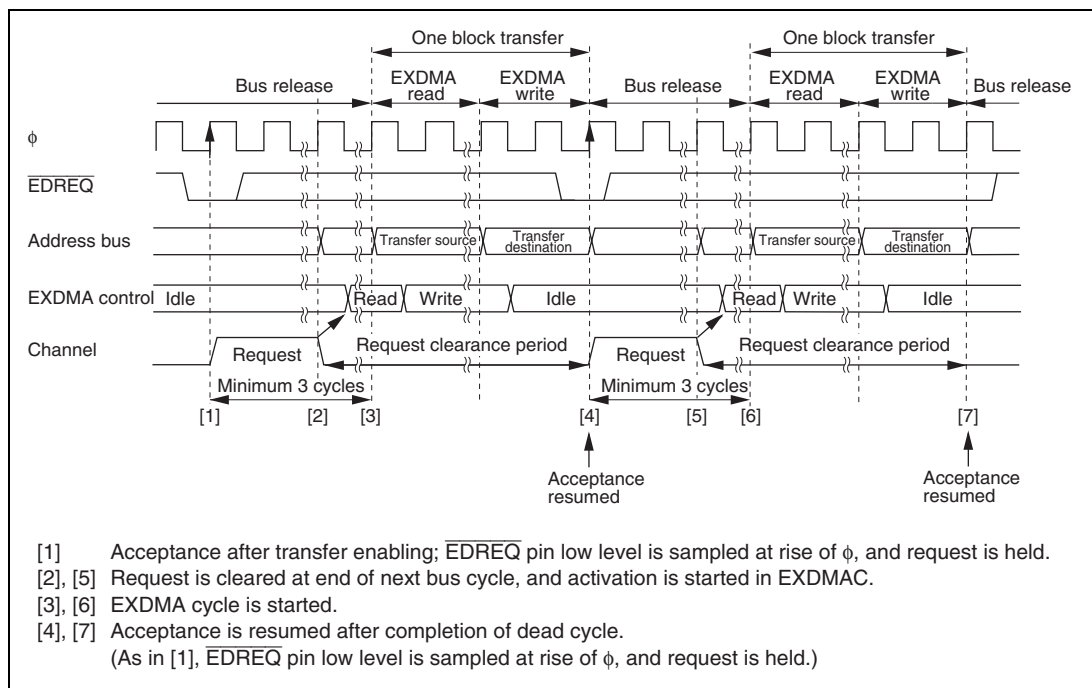 One block transfer One block transfer
Bus release EXDMA read EXDMA write Bus release EXDMA read EXDMA write Bus release
φ
EDREQ
Address bus Transfer source Transfer destination Transfer source Transfer destination
EXDMA control Idle Read Write Idle Read Write Idle
Channel Request Request clearance period Request Request clearance period
Minimum 3 cycles Minimum 3 cycles
[1] [2] [3] [4] [5] [6] [7]
Acceptance resumed Acceptance resumed
[1] Acceptance after transfer enabling; EDREQ pin low level is sampled at rise of φ, and request is held.
[2], [5] Request is cleared at end of next bus cycle, and activation is started in EXDMAC.
[3], [6] EXDMA cycle is started.
[4], [7] Acceptance is resumed after completion of dead cycle.
(As in [1], EDREQ pin low level is sampled at rise of φ, and request is held.)